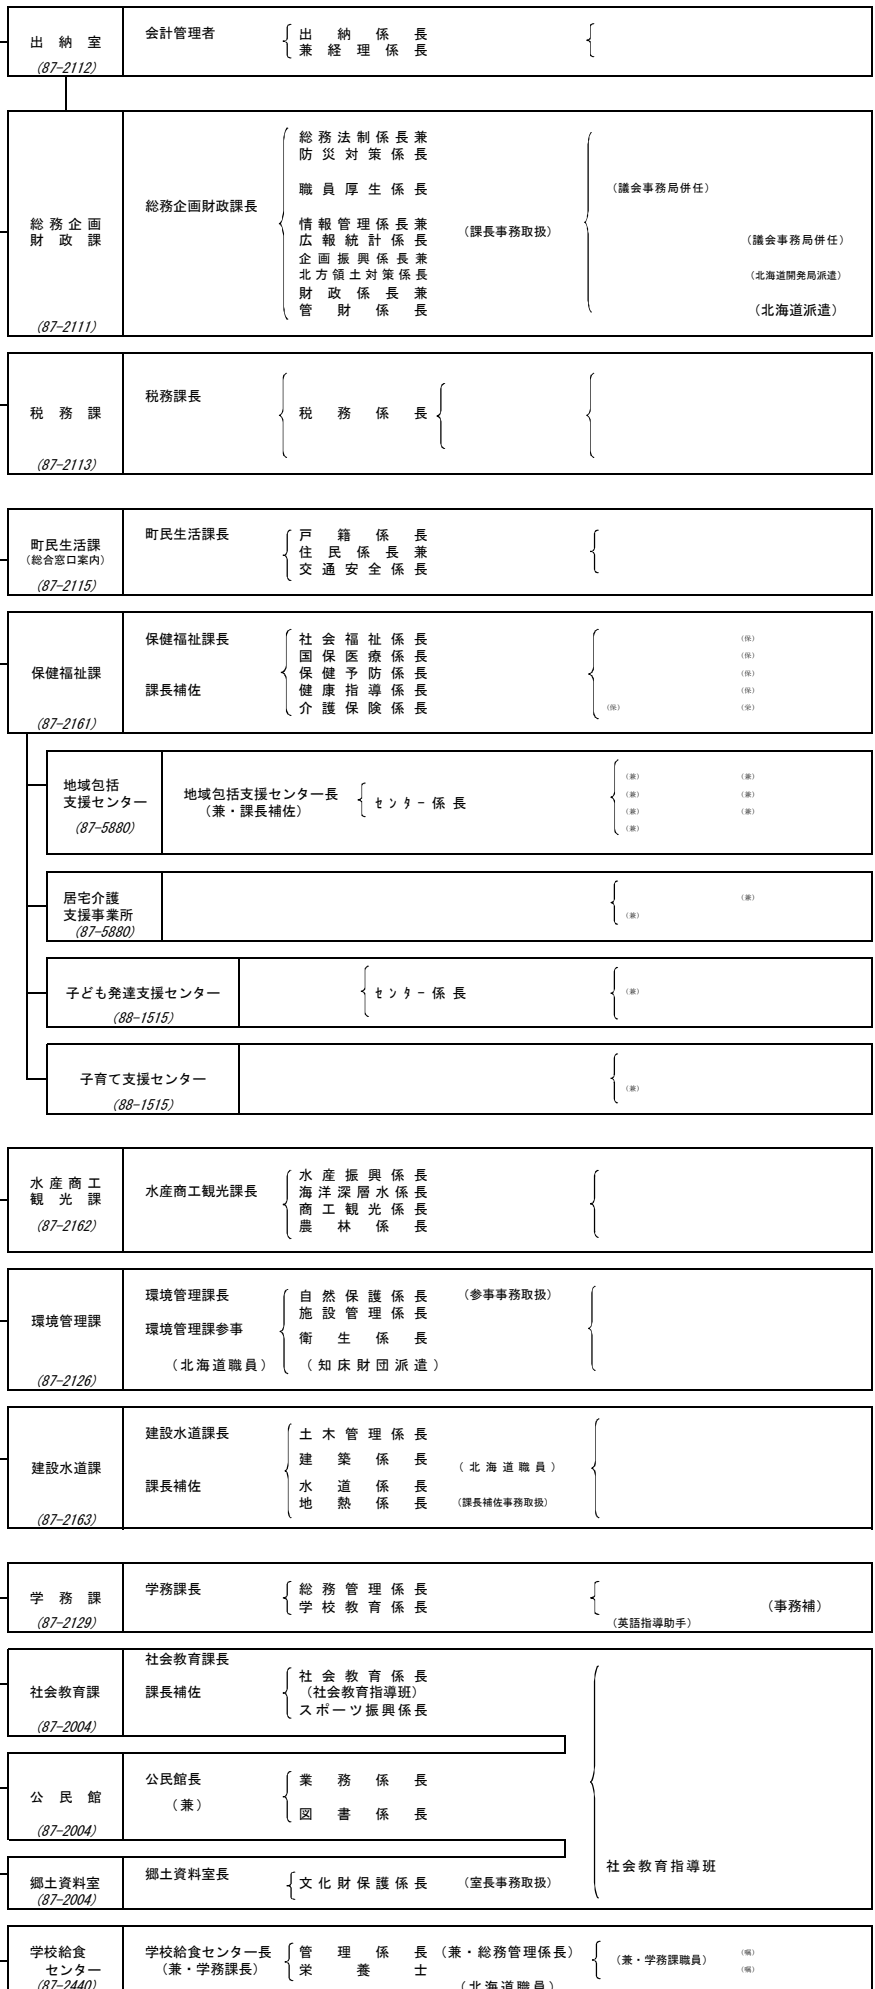 出納室
(87-2112)
会計管理者
出納係長
兼経理係長
総務企画
財政課
(87-2111)
総務企画財政課長
総務法制係長兼
防災対策係長
職員厚生係長
(議会事務局併任)
情報管理係長兼
広報統計係長
(課長事務取扱)
(議会事務局併任)
企画振興係長兼
北方領土対策係長
(北海道開発局派遣)
財政係長兼
管財係長
(北海道派遣)
税務課
(87-2113)
税務課長
税務係長
町民生活課
(総合窓口案内)
(87-2115)
町民生活課長
戸籍係長
住民係長兼
交通安全係長
保健福祉課
(87-2161)
保健福祉課長
課長補佐
社会福祉係長
国保医療係長
保健予防係長
健康指導係長
介護保険係長
(保)
(保)
(保)
(保)
(保)
(栄)
地域包括
支援センター
(87-5880)
地域包括支援センター長
(兼・課長補佐)
センター係長
(兼) (兼)
(兼) (兼)
(兼) (兼)
(兼)
居宅介護
支援事業所
(87-5880)
(兼)
(兼)
子ども発達支援センター
(88-1515)
センター係長
(兼)
子育て支援センター
(88-1515)
(兼)
水産商工
観光課
(87-2162)
水産商工観光課長
水産振興係長
海洋深層水係長
商工観光係長
農林係長
環境管理課
(87-2126)
環境管理課長
環境管理課参事
(北海道職員)
自然保護係長
(参事事務取扱)
施設管理係長
衛生係長
(知床財団派遣)
建設水道課
(87-2163)
建設水道課長
課長補佐
土木管理係長
建築係長
(北海道職員)
水道係長
地熱係長
(課長補佐事務取扱)
学務課
(87-2129)
学務課長
総務管理係長
学校教育係長
(事務補)
(英語指導助手)
社会教育課
(87-2004)
社会教育課長
課長補佐
社会教育係長
(社会教育指導班)
スポーツ振興係長
公民館
(87-2004)
公民館長
(兼)
業務係長
図書係長
社会教育指導班
郷土資料室
(87-2004)
郷土資料室長
文化財保護係長
(室長事務取扱)
学校給食
センター
(87-2440)
学校給食センター長
(兼・学務課長)
管理係長
(兼・総務管理係長)
栄養士
(北海道職員)
(兼・学務課職員)
(嘱)
(嘱)